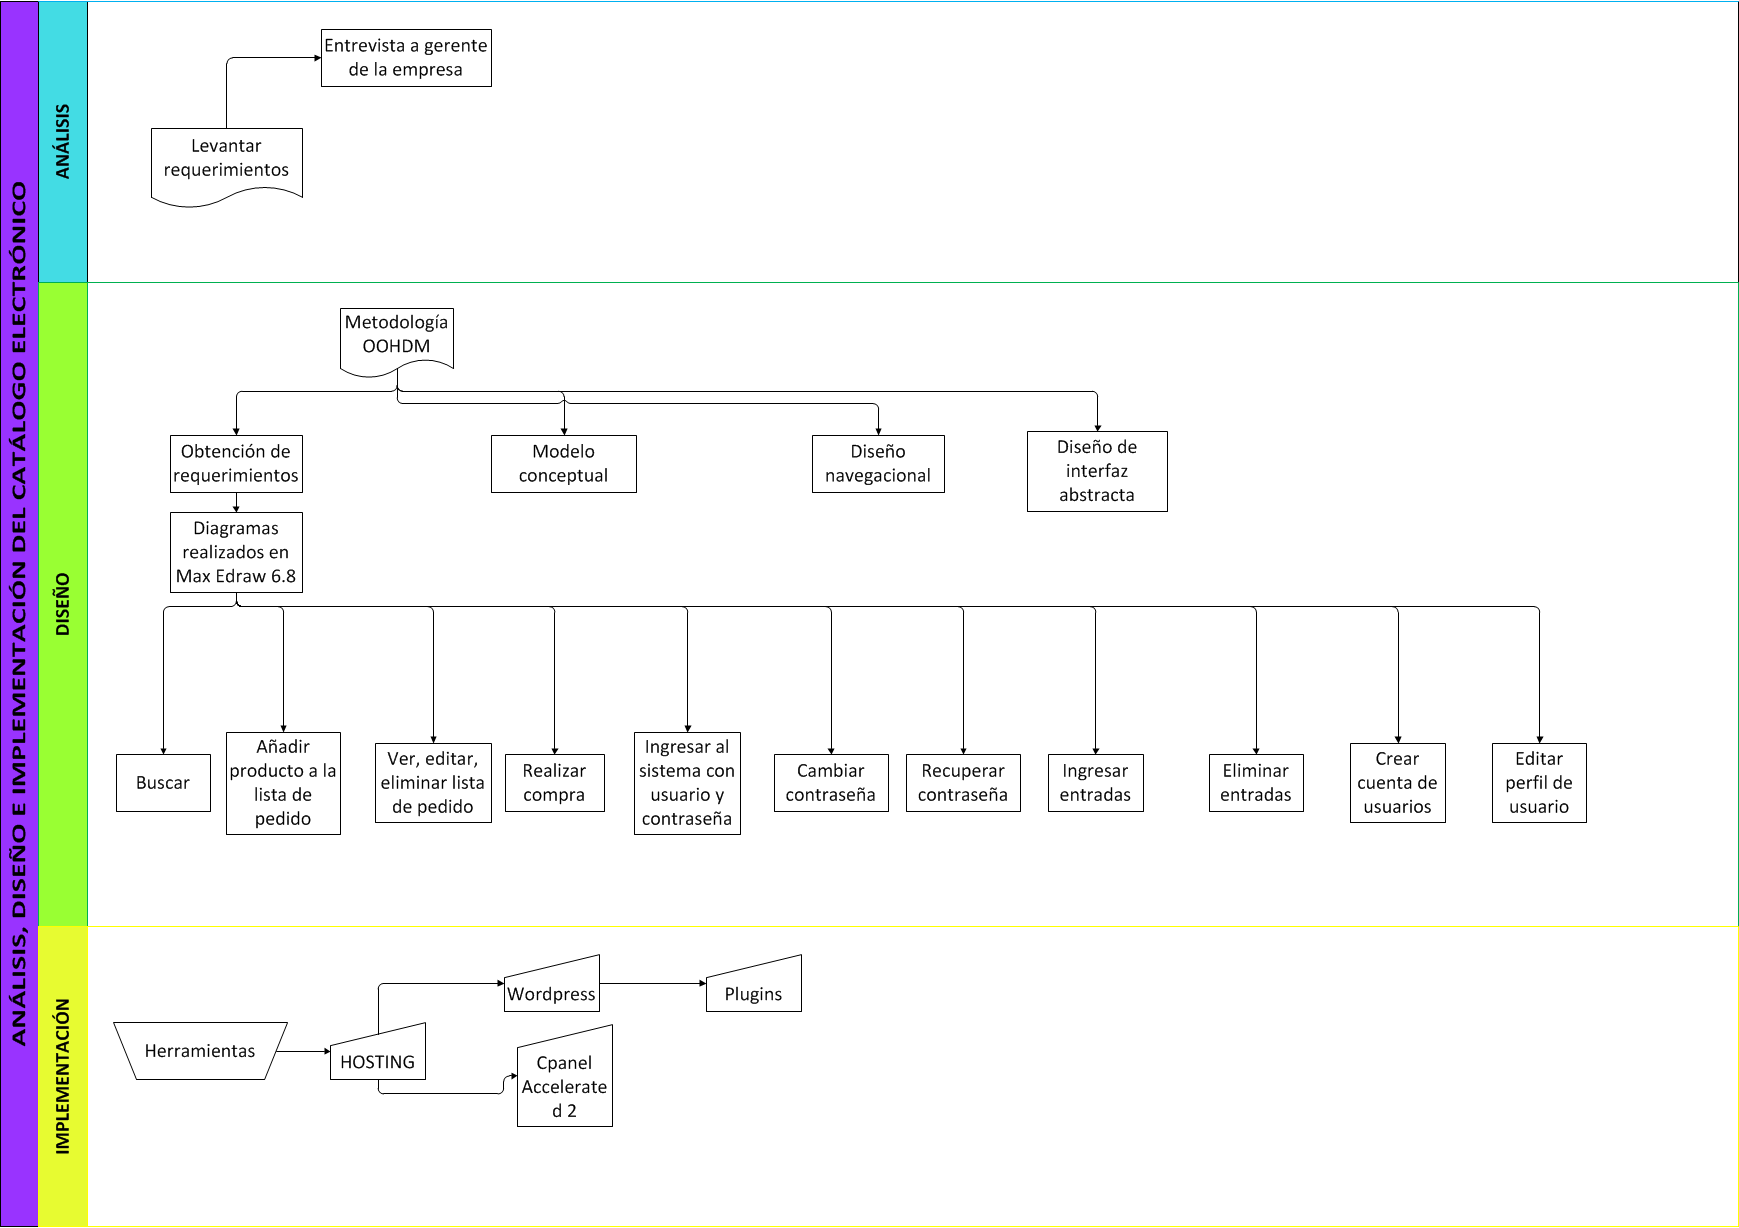 ANÁLISIS, DISEÑO E IMPLEMENTACIÓN DEL CATÁLOGO ELECTRÓNICO
ANÁLISIS
Entrevista a gerente
de la empresa
Levantar
requerimientos
DISEÑO
Metodología
OOHDM
Obtención de
requerimientos
Modelo
conceptual
Diseño
navegacional
Diseño de
interfaz
abstracta
Diagramas
realizados en
Max Edraw 6.8
Buscar
Añadir
producto a la
lista de
pedido
Ver, editar,
eliminar lista
de pedido
Realizar
compra
Ingresar al
sistema con
usuario y
contraseña
Cambiar
contraseña
Recuperar
contraseña
Ingresar
entradas
Eliminar
entradas
Crear
cuenta de
usuarios
Editar
perfil de
usuario
IMPLEMENTACIÓN
Herramientas
HOSTING
Wordpress
Plugins
Cpanel
Accelerate
d 2